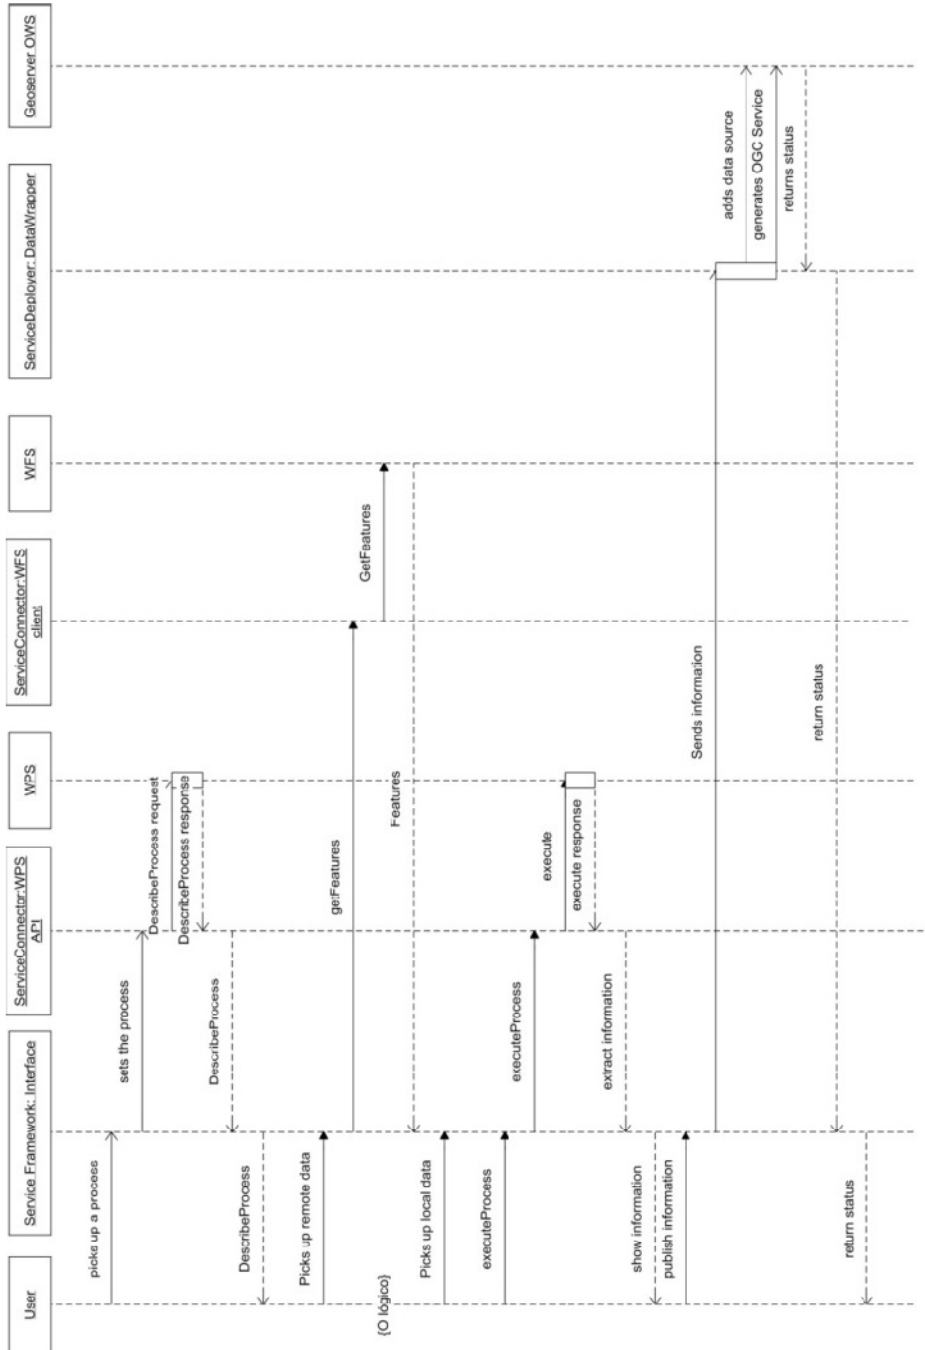 User
Service Framework: Interface
ServiceConnector:WPS
API
WPS
ServiceConnector:WFS
client
WFS
ServiceDeployer: DataWrapper
Geoserver OWS
picks up a process
sets the process
DescribeProcess request
DescribeProcess response
DescribeProcess
DescribeProcess
Picks up remote data
getFeatures
GetFeatures
{O lógico}
Features
Picks up local data
executeProcess
executeProcess
execute
execute response
extract information
show information
publish information
Sends information
adds data source
generates OGC Service
returns status
return status
return status